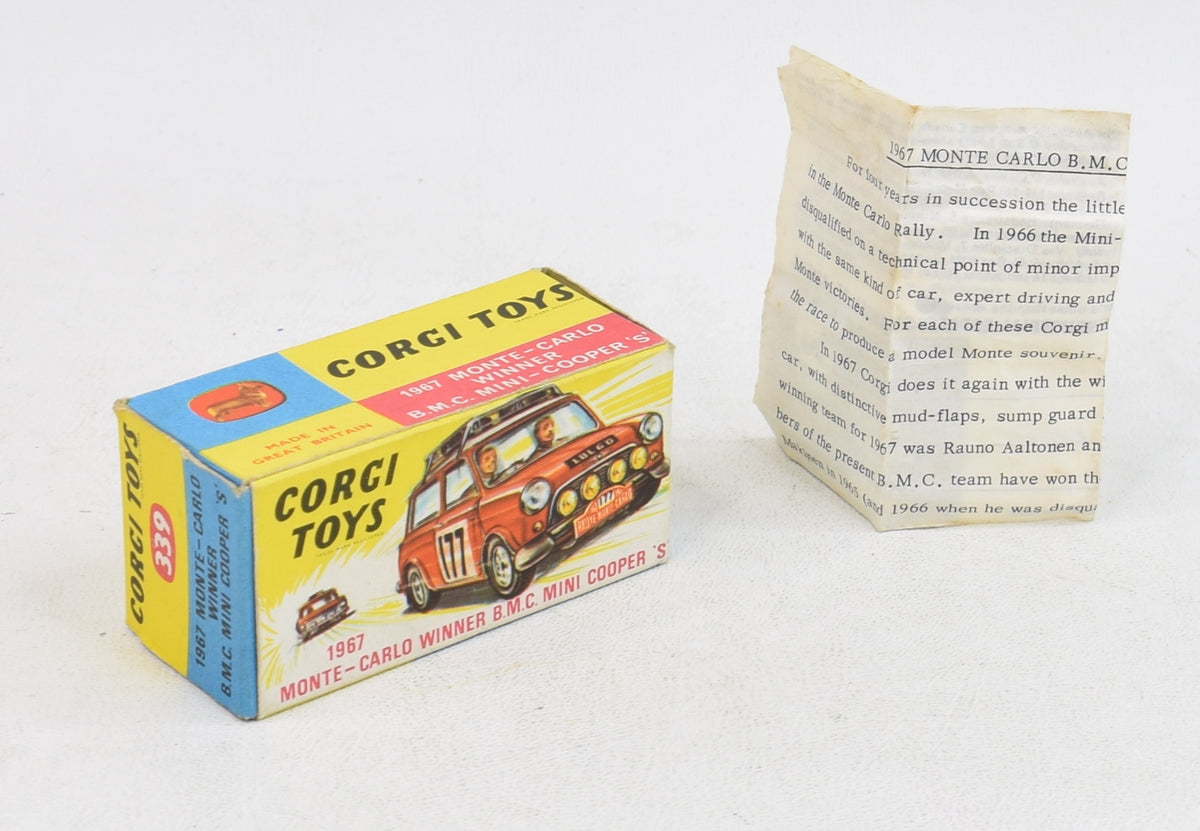 CORGI TOYS
1967 MONTE-CARLO
WINNER
B.M.C. MINI-COOPER 'S'
MADE IN
GREAT BRITAIN
CORGI TOYS
339
1967 MONTE-CARLO
WINNER
B.M.C. MINI COOPER 'S'
CORGI
TOYS
177
177
RALLYE MONTE-CARLO
1967
MONTE-CARLO WINNER B.M.C. MINI COOPER 'S'
1967 MONTE CARLO B.M.C
For four years in succession the little
in the Monte Carlo Rally. In 1966 the Mini-
disqualified on a technical point of minor imp
with the same kind of car, expert driving and
Monte victories. For each of these Corgi m
the race to produce a model Monte souvenir.
In 1967 Corgi does it again with the wi
car, with distinctive mud-flaps, sump guard
winning team for 1967 was Rauno Aaltonen an
bers of the present B.M.C. team have won th
Makinen in 1965 (and 1966 when he was disqua